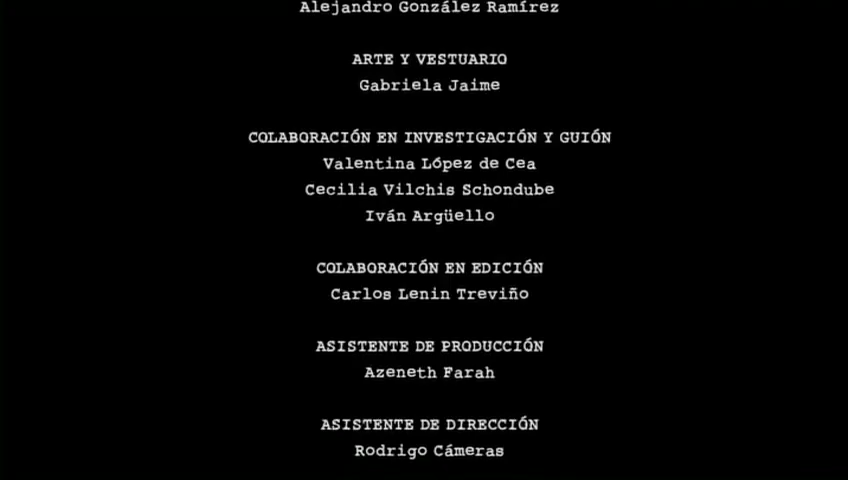 Alejandro González Ramírez
ARTE Y VESTUARIO
Gabriela Jaime
COLABORACIÓN EN INVESTIGACIÓN Y GUIÓN
Valentina López de Cea
Cecilia Vilchis Schondube
Iván Argüello
COLABORACIÓN EN EDICIÓN
Carlos Lenin Treviño
ASISTENTE DE PRODUCCIÓN
Azeneth Farah
ASISTENTE DE DIRECCIÓN
Rodrigo Cámeras